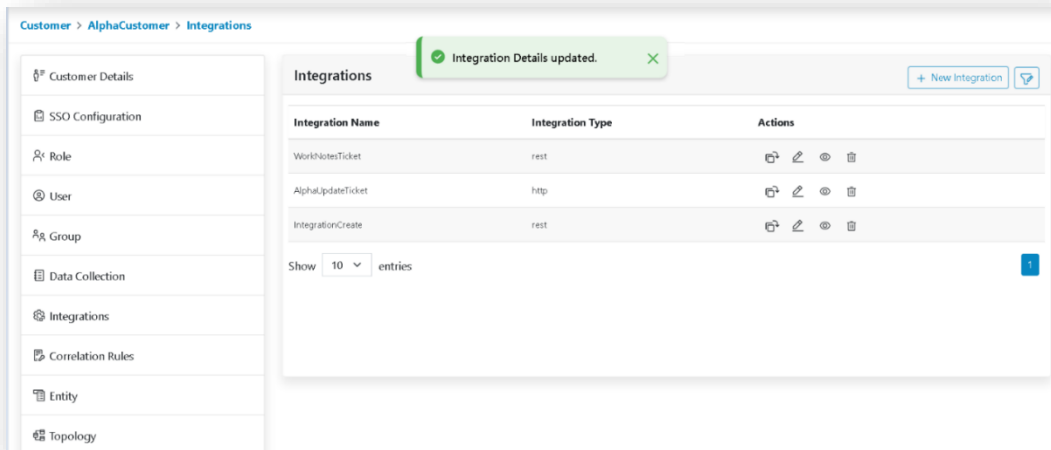 Customer > AlphaCustomer > Integrations
Integration Details updated.
Customer Details
SSO Configuration
Role
User
Group
Data Collection
Integrations
Correlation Rules
Entity
Topology
Integrations
+ New Integration
Integration Name Integration Type Actions
WorkNotesTicket rest
AlphaUpdateTicket http
IntegrationCreate rest
Show 10 entries
1